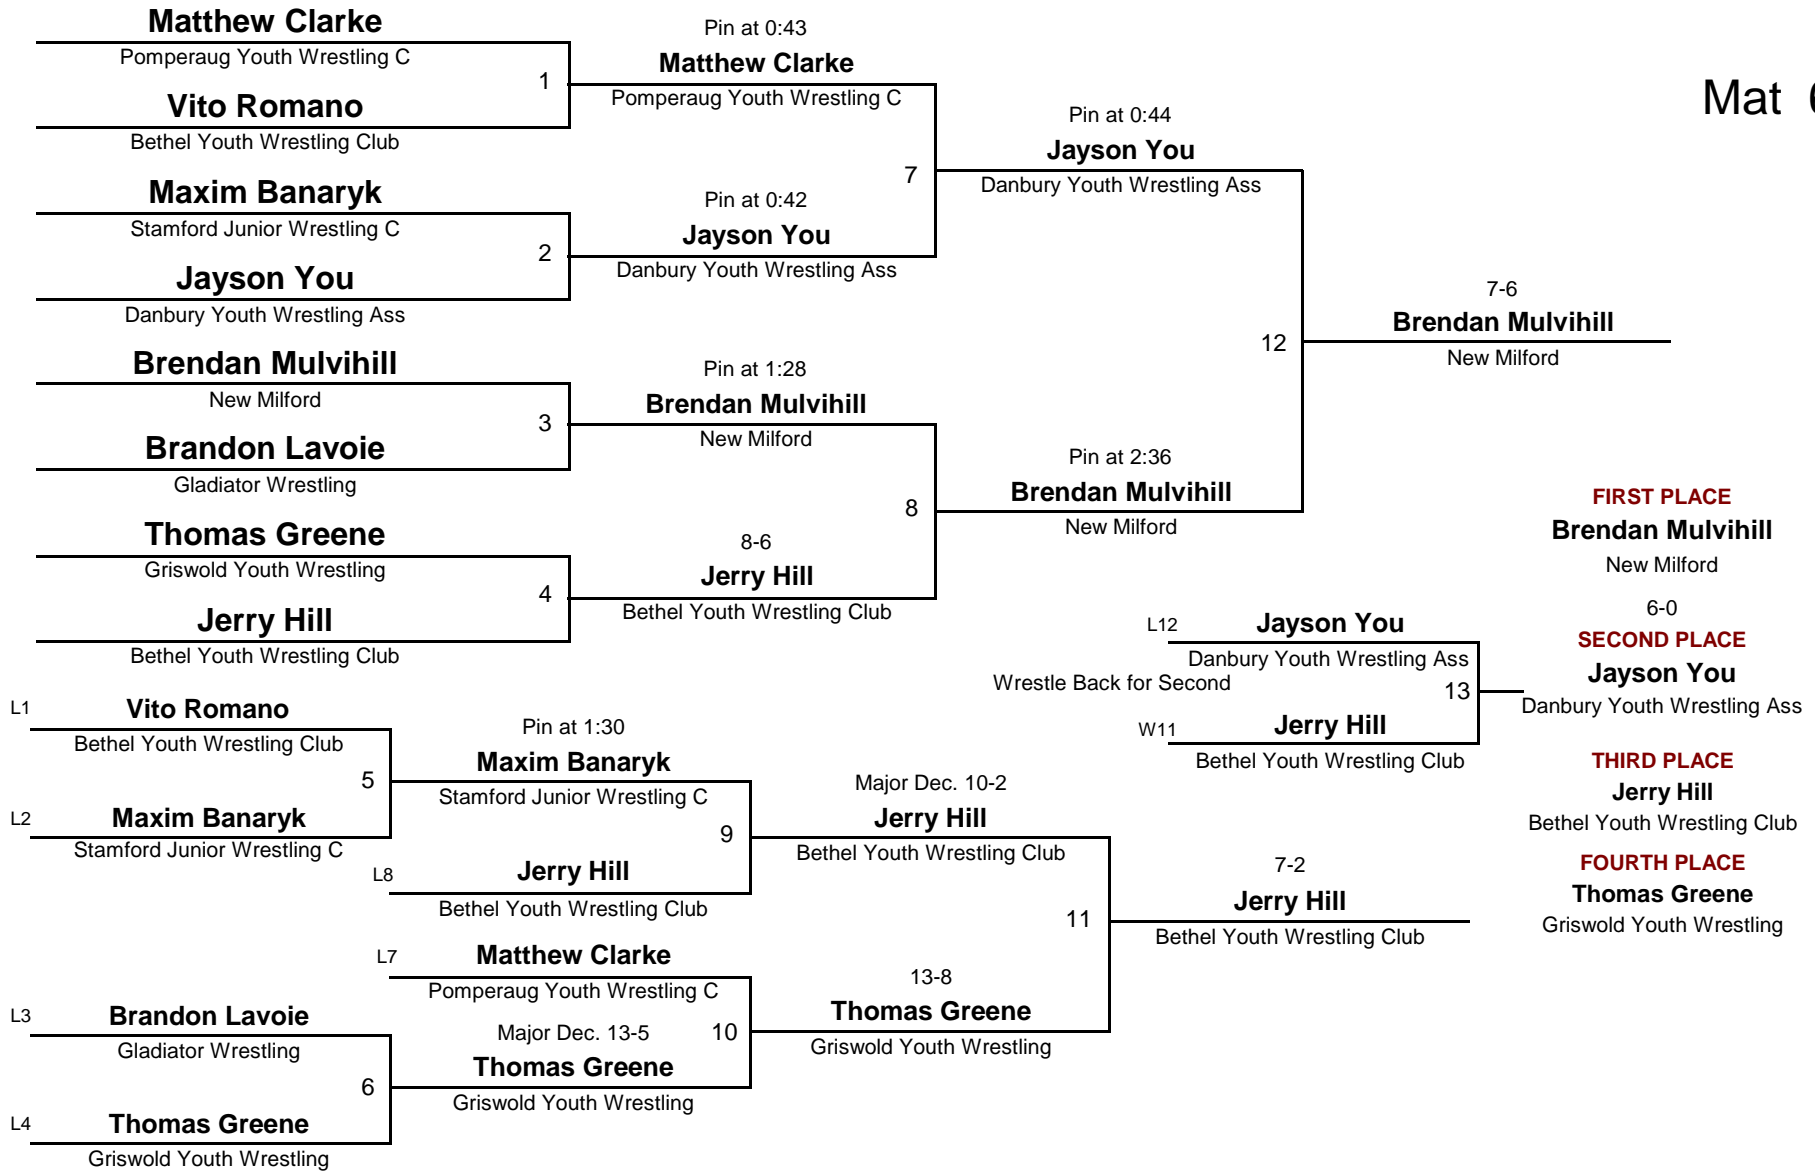 Matthew Clarke
Pomperaug Youth Wrestling C
1
Vito Romano
Bethel Youth Wrestling Club
Maxim Banaryk
Stamford Junior Wrestling C
2
Jayson You
Danbury Youth Wrestling Ass
Brendan Mulvihill
New Milford
3
Brandon Lavoie
Gladiator Wrestling
Thomas Greene
Griswold Youth Wrestling
4
Jerry Hill
Bethel Youth Wrestling Club
Pin at 0:43
Matthew Clarke
Pomperaug Youth Wrestling C
7
Pin at 0:42
Jayson You
Danbury Youth Wrestling Ass
Pin at 1:28
Brendan Mulvihill
New Milford
8
8-6
Jerry Hill
Bethel Youth Wrestling Club
Pin at 0:44
Jayson You
Danbury Youth Wrestling Ass
12
Pin at 2:36
Brendan Mulvihill
New Milford
7-6
Brendan Mulvihill
New Milford
Mat 6
L1
Vito Romano
Bethel Youth Wrestling Club
5
L2
Maxim Banaryk
Stamford Junior Wrestling C
Pin at 1:30
Maxim Banaryk
Stamford Junior Wrestling C
9
L8
Jerry Hill
Bethel Youth Wrestling Club
L7
Matthew Clarke
Pomperaug Youth Wrestling C
10
L3
Brandon Lavoie
Gladiator Wrestling
6
L4
Thomas Greene
Griswold Youth Wrestling
Major Dec. 13-5
Thomas Greene
Griswold Youth Wrestling
Major Dec. 10-2
Jerry Hill
Bethel Youth Wrestling Club
11
13-8
Thomas Greene
Griswold Youth Wrestling
7-2
Jerry Hill
Bethel Youth Wrestling Club
L12
Jayson You
Danbury Youth Wrestling Ass
Wrestle Back for Second
13
W11
Jerry Hill
Bethel Youth Wrestling Club
FIRST PLACE
Brendan Mulvihill
New Milford
6-0
SECOND PLACE
Jayson You
Danbury Youth Wrestling Ass
THIRD PLACE
Jerry Hill
Bethel Youth Wrestling Club
FOURTH PLACE
Thomas Greene
Griswold Youth Wrestling